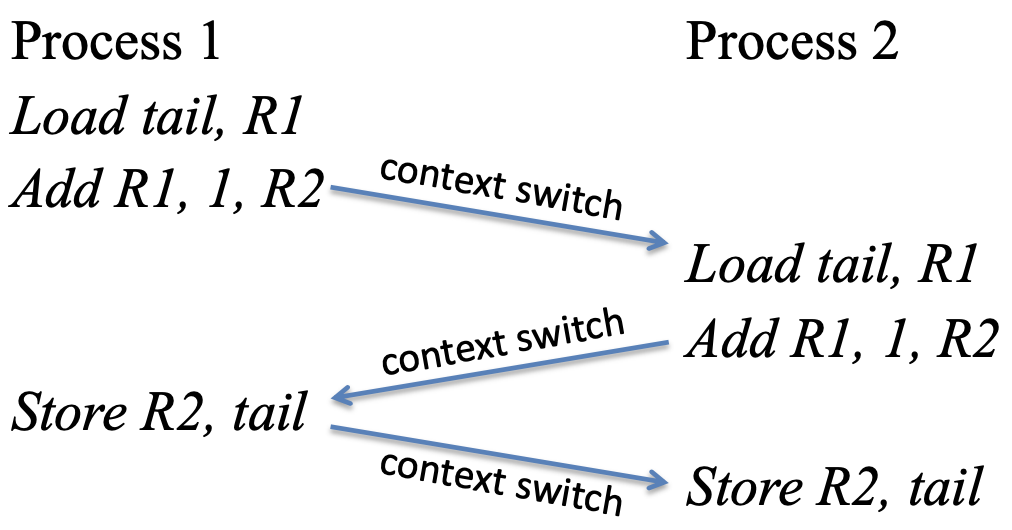 Process 1
Process 2
Load tail, R1
Add R1, 1, R2
context switch
Load tail, R1
Add R1, 1, R2
context switch
Store R2, tail
context switch
Store R2, tail